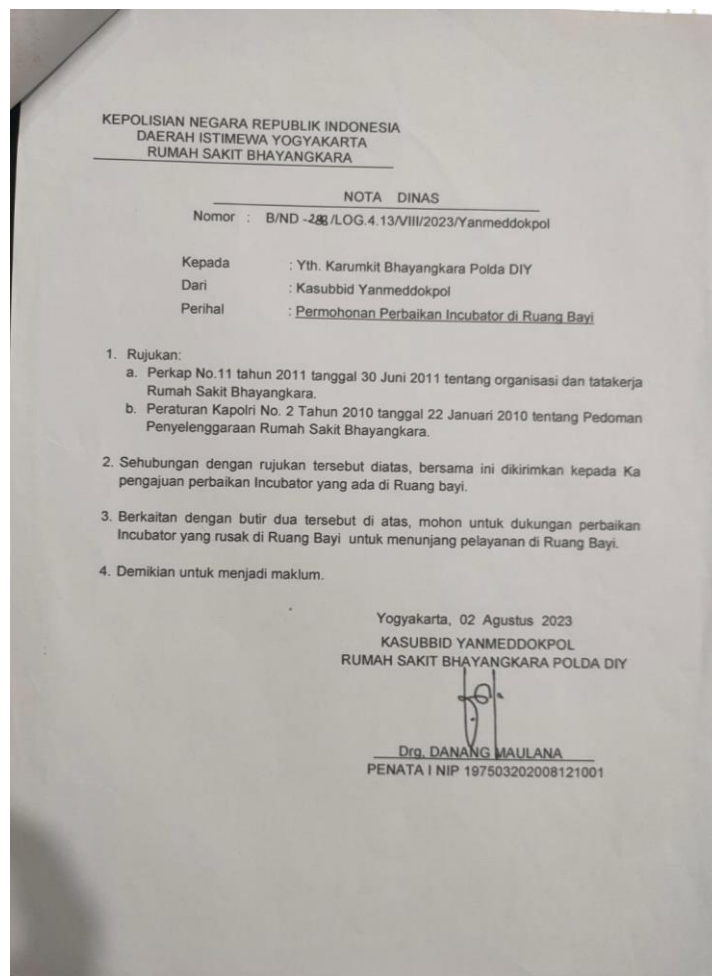 KEPOLISIAN NEGARA REPUBLIK INDONESIA
DAERAH ISTIMEWA YOGYAKARTA
RUMAH SAKIT BHAYANGKARA
NOTA DINAS
Nomor : B/ND -288/LOG.4.13/VIII/2023/Yanmeddokpol
Kepada : Yth. Karumkit Bhayangkara Polda DIY
Dari : Kasubbid Yanmeddokpol
Perihal : Permohonan Perbaikan Incubator di Ruang Bayi
1. Rujukan:
a. Perkap No.11 tahun 2011 tanggal 30 Juni 2011 tentang organisasi dan tatakerja
Rumah Sakit Bhayangkara.
b. Peraturan Kapolri No. 2 Tahun 2010 tanggal 22 Januari 2010 tentang Pedoman
Penyelenggaraan Rumah Sakit Bhayangkara.
2. Sehubungan dengan rujukan tersebut diatas, bersama ini dikirimkan kepada Ka
pengajuan perbaikan Incubator yang ada di Ruang bayi.
3. Berkaitan dengan butir dua tersebut di atas, mohon untuk dukungan perbaikan
Incubator yang rusak di Ruang Bayi untuk menunjang pelayanan di Ruang Bayi.
4. Demikian untuk menjadi maklum.
Yogyakarta, 02 Agustus 2023
KASUBBID YANMEDDOKPOL
RUMAH SAKIT BHAYANGKARA POLDA DIY
Drg. DANANG MAULANA
PENATA I NIP 197503202008121001